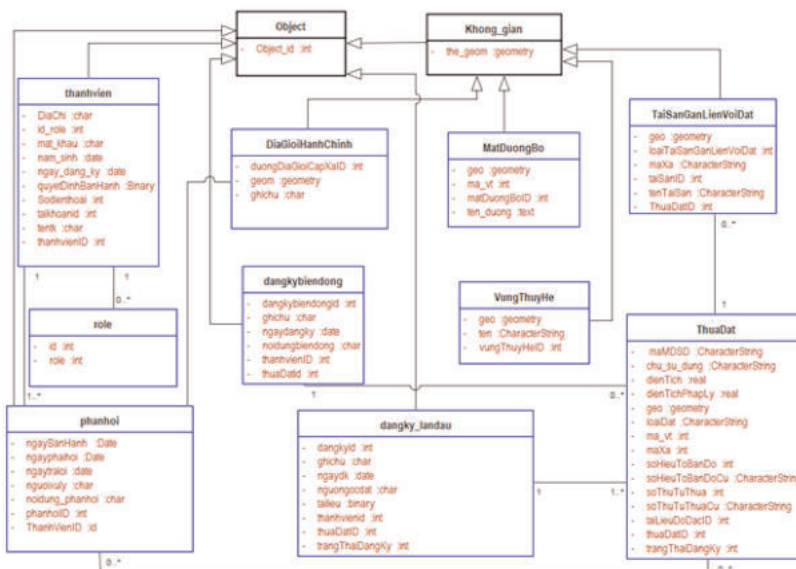 Object
- Object_id :int
Khong_gian
- the_geom :geometry
thanhvien
- DiaChi :char
- id_role :int
- mat_khau :char
- nam_sinh :date
- ngay_dang_ky :date
- quyetDinhBanHanh :Binary
- Sodienthoai :int
- taikhoanid :int
- tentk :char
- thanhvienID :int
DiaGioiHanhChinh
- duongDiaGioiCapXaID :int
- geom :geometry
- ghichu :char
MatDuongBo
- geo :geometry
- ma_vt :int
- matDuongBoID :int
- ten_duong :text
TaiSanGanLienVoiDat
- geo :geometry
- loaiTaiSanGanLienVoiDat :int
- maXa :CharacterString
- taiSanID :int
- tenTaiSan :CharacterString
- ThuaDatID :int
1
1
0..*
0..*
1
role
- id :int
- role :int
dangkybiendong
- dangkybiendongid :int
- ghichu :char
- ngaydangky :date
- noidungbiendong :char
- thanhvienID :int
- thuaDatid :int
VungThuyHe
- geo :geometry
- ten :CharacterString
- vungThuyHeID :int
ThuaDat
- maMDSD :CharacterString
- chu_su_dung :CharacterString
- dienTich :real
- dienTichPhapLy :real
- geo :geometry
- loaiDat :CharacterString
- ma_vt :int
- maXa :int
- soHieuToBanDo :int
- soHieuToBanDoCu :CharacterString
- soThuTuThua :int
- soThuTuThuaCu :CharacterString
- taiLieuDoDacID :int
- thuaDatID :int
- trangThaiDangKy :int
1..*
1
0..*
phanhoi
- ngaySanHanh :Date
- ngayphaihoi :Date
- ngaytraloi :date
- nguoixuly :char
- noidung_phanhoi :char
- phanhoiID :int
- ThanhVienID :id
dangky_landau
- dangkyid :int
- ghichu :char
- ngaydk :date
- nguongocdat :char
- tailieu :binary
- thanhvienid :int
- thuaDatID :int
- trangThaiDangKy :int
1
1..*
0..*
0..*